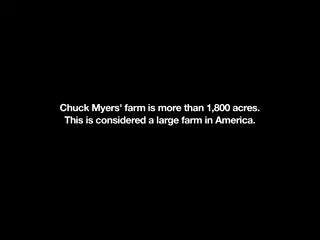 Chuck Myers' farm is more than 1,800 acres.
This is considered a large farm in America.